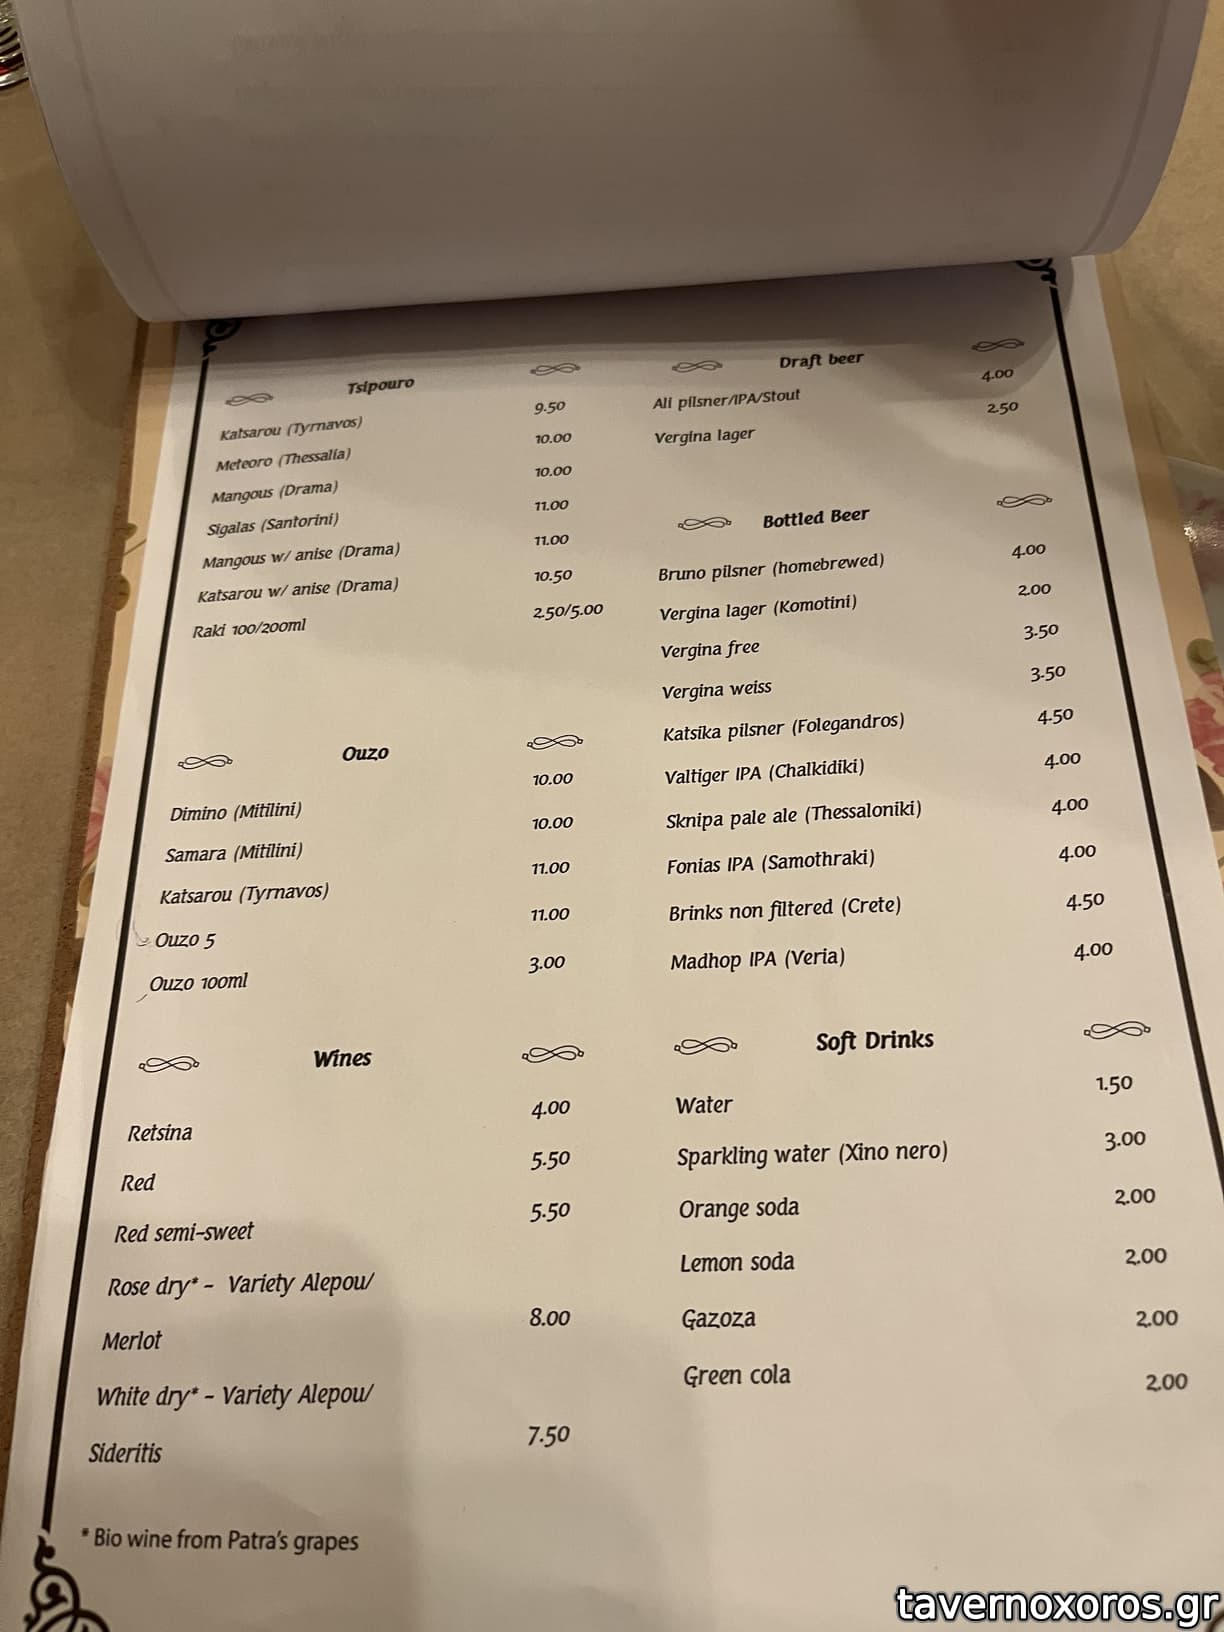 Tsipouro
Katsarou (Tyrnavos) 9.50
Meteoro (Thessalia) 10.00
Mangous (Drama) 10.00
Sigalas (Santorini) 11.00
Mangous w/ anise (Drama) 11.00
Katsarou w/ anise (Drama) 10.50
Raki 100/200ml 2.50/5.00
Ouzo
Dimino (Mitilini) 10.00
Samara (Mitilini) 10.00
Katsarou (Tyrnavos) 11.00
Ouzo 5 11.00
Ouzo 100ml 3.00
Wines
Retsina 4.00
Red 5.50
Red semi-sweet 5.50
Rose dry* - Variety Alepou/
Merlot 8.00
White dry* - Variety Alepou/
Sideritis 7.50
* Bio wine from Patra's grapes
Draft beer
Ali pilsner/IPA/Stout 4.00
Vergina lager 2.50
Bottled Beer
Bruno pilsner (homebrewed) 4.00
Vergina lager (Komotini) 2.00
Vergina free 3.50
Vergina weiss 3.50
Katsika pilsner (Folegandros) 4.50
Valtiger IPA (Chalkidiki) 4.00
Sknipa pale ale (Thessaloniki) 4.00
Fonias IPA (Samothraki) 4.00
Brinks non filtered (Crete) 4.50
Madhop IPA (Veria) 4.00
Soft Drinks
Water 1.50
Sparkling water (Xino nero) 3.00
Orange soda 2.00
Lemon soda 2.00
Gazoza 2.00
Green cola 2.00
tavernoxoros.gr